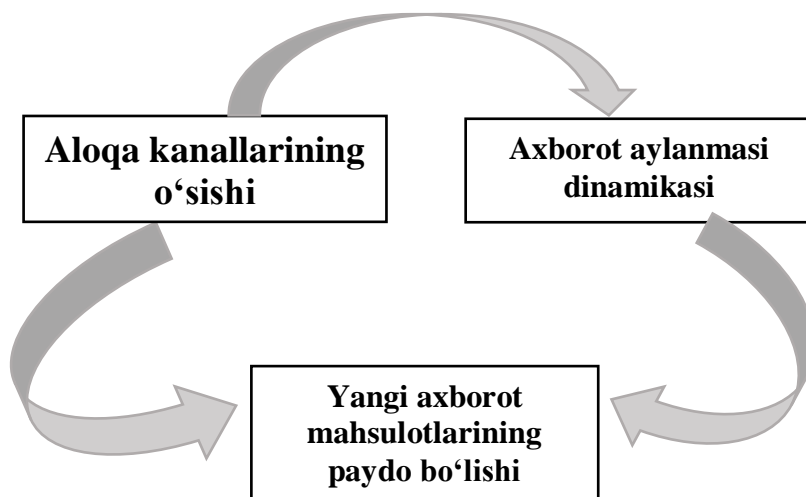 Aloqa kanallarining
o‘sishi
Axborot aylanmasi
dinamikasi
Yangi axborot
mahsulotlarining
paydo bo‘lishi